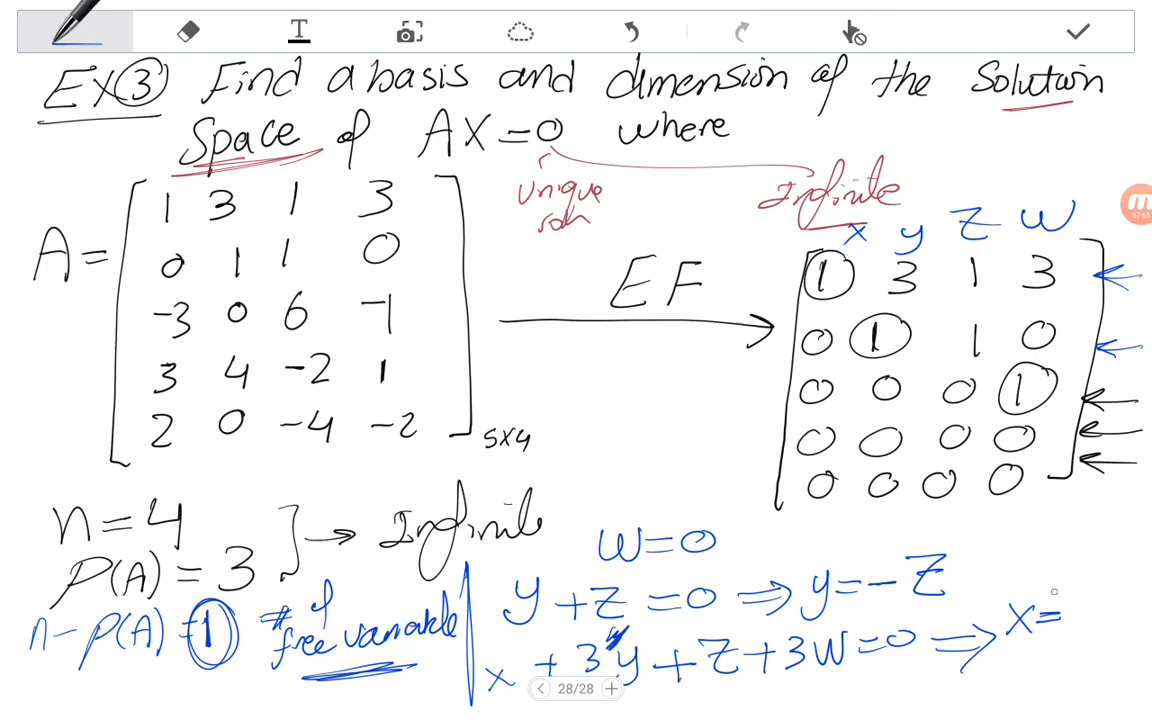 T
EX③ Find a basis and dimension of the Solution
Space of AX=0 where
unique
soln
Infinite
A= [1 3 1 3
0 1 1 0
-3 0 6 -1
3 4 -2 1
2 0 -4 -2] 5x4
EF
x y z w
1 3 1 3
0 1 1 0
0 0 0 1
0 0 0 0
0 0 0 0
n=4
P(A)=3 } → Infinite
n-P(A)=1 # of free variable
w=0
y+z=0 ⇒ y=-z
x+3y+z+3w=0 ⇒ x=
28/28
57:51